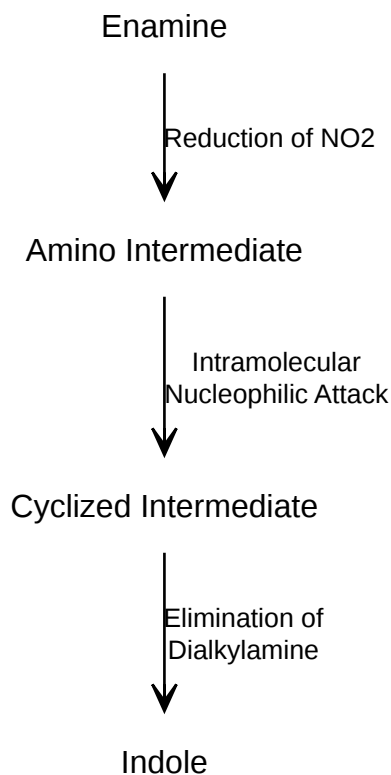 Enamine
Reduction of NO2
Amino Intermediate
Intramolecular
Nucleophilic Attack
Cyclized Intermediate
Elimination of
Dialkylamine
Indole